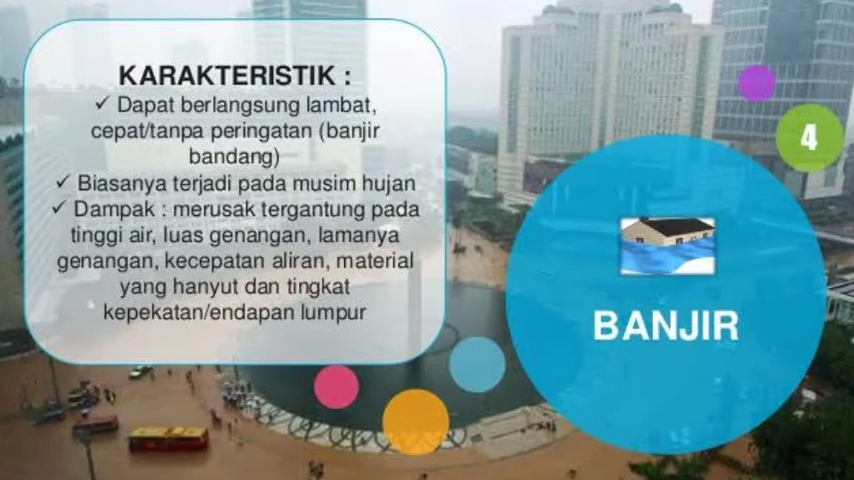 KARAKTERISTIK :
✓ Dapat berlangsung lambat,
cepat/tanpa peringatan (banjir
bandang)
✓ Biasanya terjadi pada musim hujan
✓ Dampak : merusak tergantung pada
tinggi air, luas genangan, lamanya
genangan, kecepatan aliran, material
yang hanyut dan tingkat
kepekatan/endapan lumpur
4
BANJIR